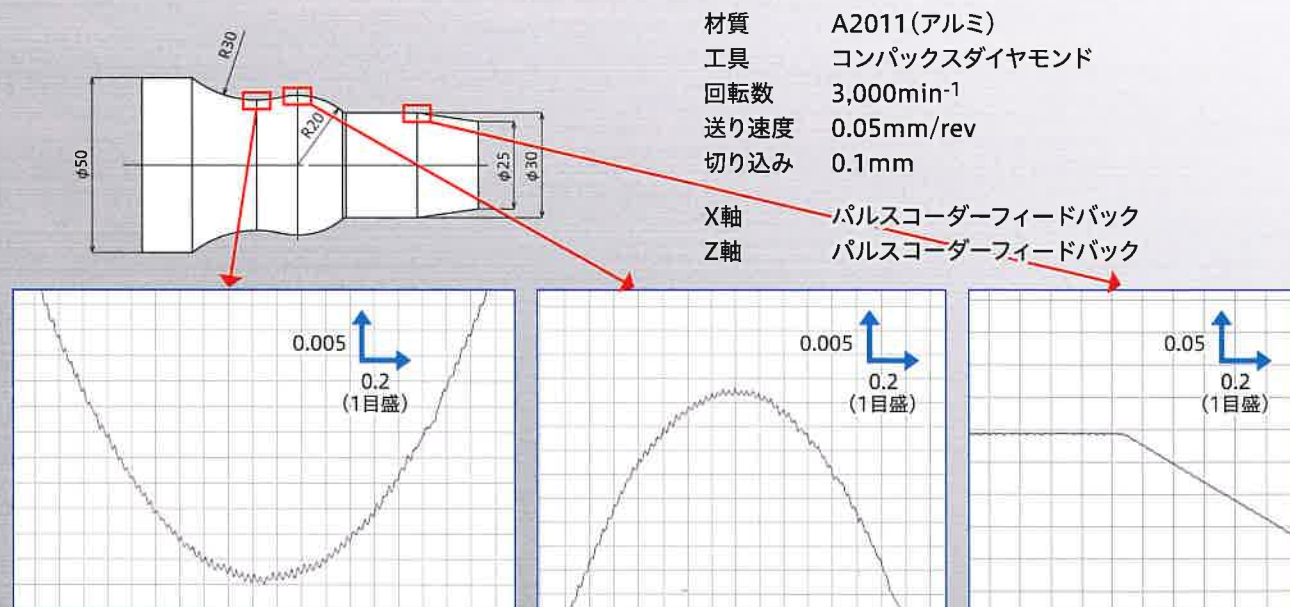 材質 A2011(アルミ)
工具 コンパックスダイヤモンド
回転数 3,000min-1
送り速度 0.05mm/rev
切り込み 0.1mm
X軸 パルスコーダーフィードバック
Z軸 パルスコーダーフィードバック
R30
R20
φ50
φ25
φ30
0.005
0.2
(1目盛)
0.005
0.2
(1目盛)
0.05
0.2
(1目盛)